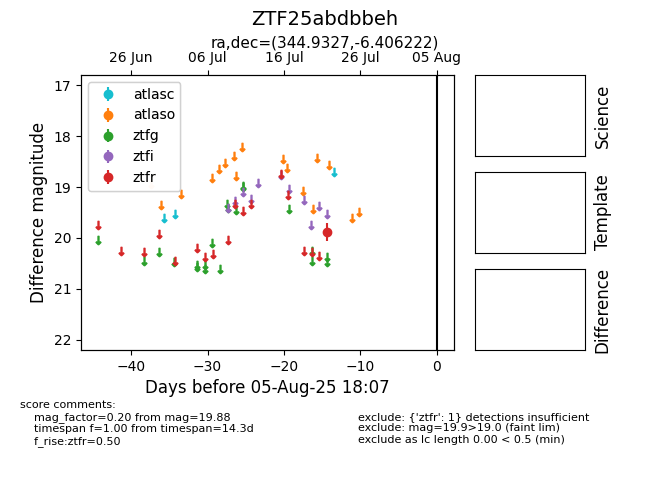 ZTF25abdbbeh
ra,dec=(344.9327,-6.406222)
26 Jun 06 Jul 16 Jul 26 Jul 05 Aug
atlasc
atlaso
ztfg
ztfi
ztfr
17
18
19
20
21
22
Difference magnitude
−40 −30 −20 −10 0
Days before 05-Aug-25 18:07
Science
Template
Difference
score comments:
mag_factor=0.20 from mag=19.88
timespan f=1.00 from timespan=14.3d
f_rise:ztfr=0.50
exclude: {'ztfr': 1} detections insufficient
exclude: mag=19.9>19.0 (faint lim)
exclude as lc length 0.00 < 0.5 (min)